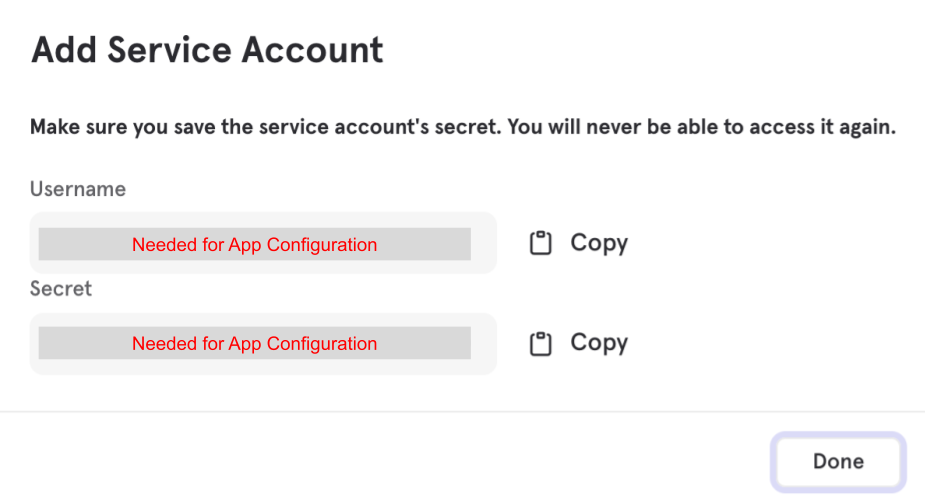 Add Service Account
Make sure you save the service account's secret. You will never be able to access it again.
Username
Needed for App Configuration
Copy
Secret
Needed for App Configuration
Copy
Done